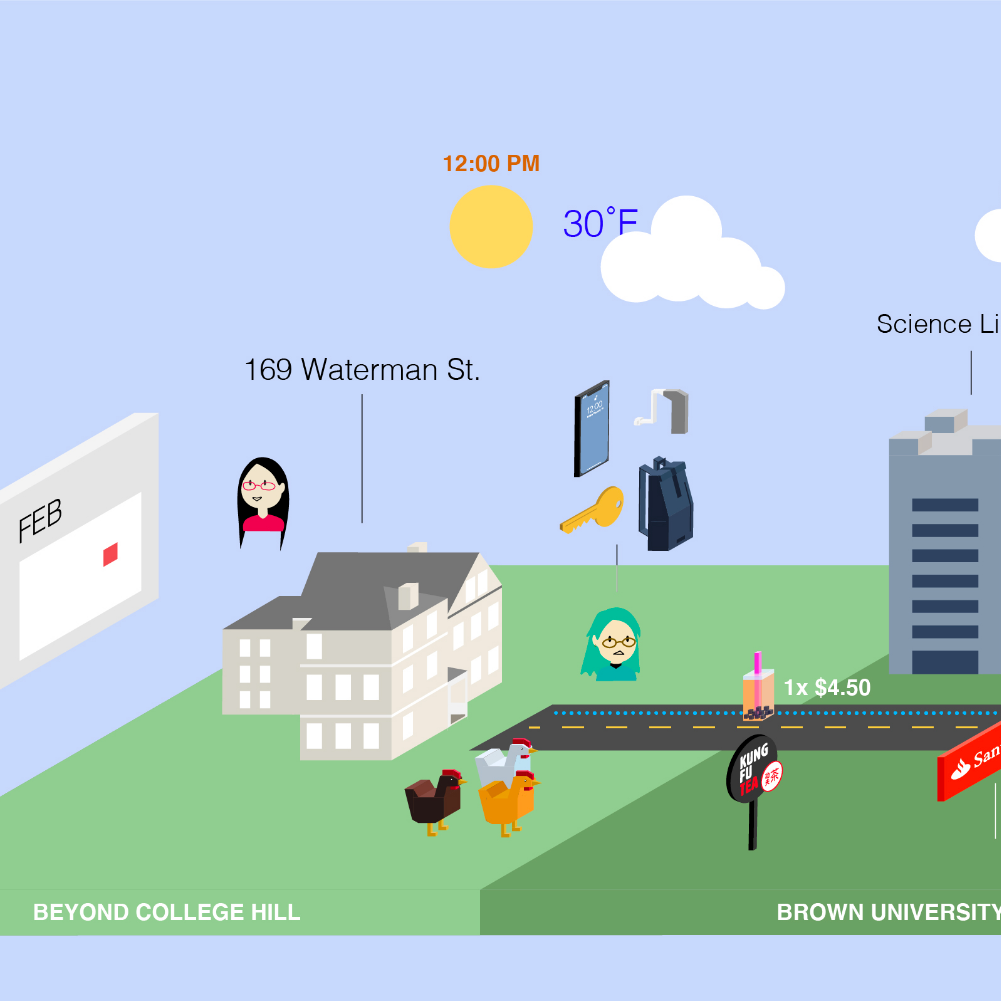 12:00 PM
30°F
Science Li
169 Waterman St.
12:00
FEB
1x $4.50
KUNG
FU
TEA
茶
San
BEYOND COLLEGE HILL
BROWN UNIVERSITY